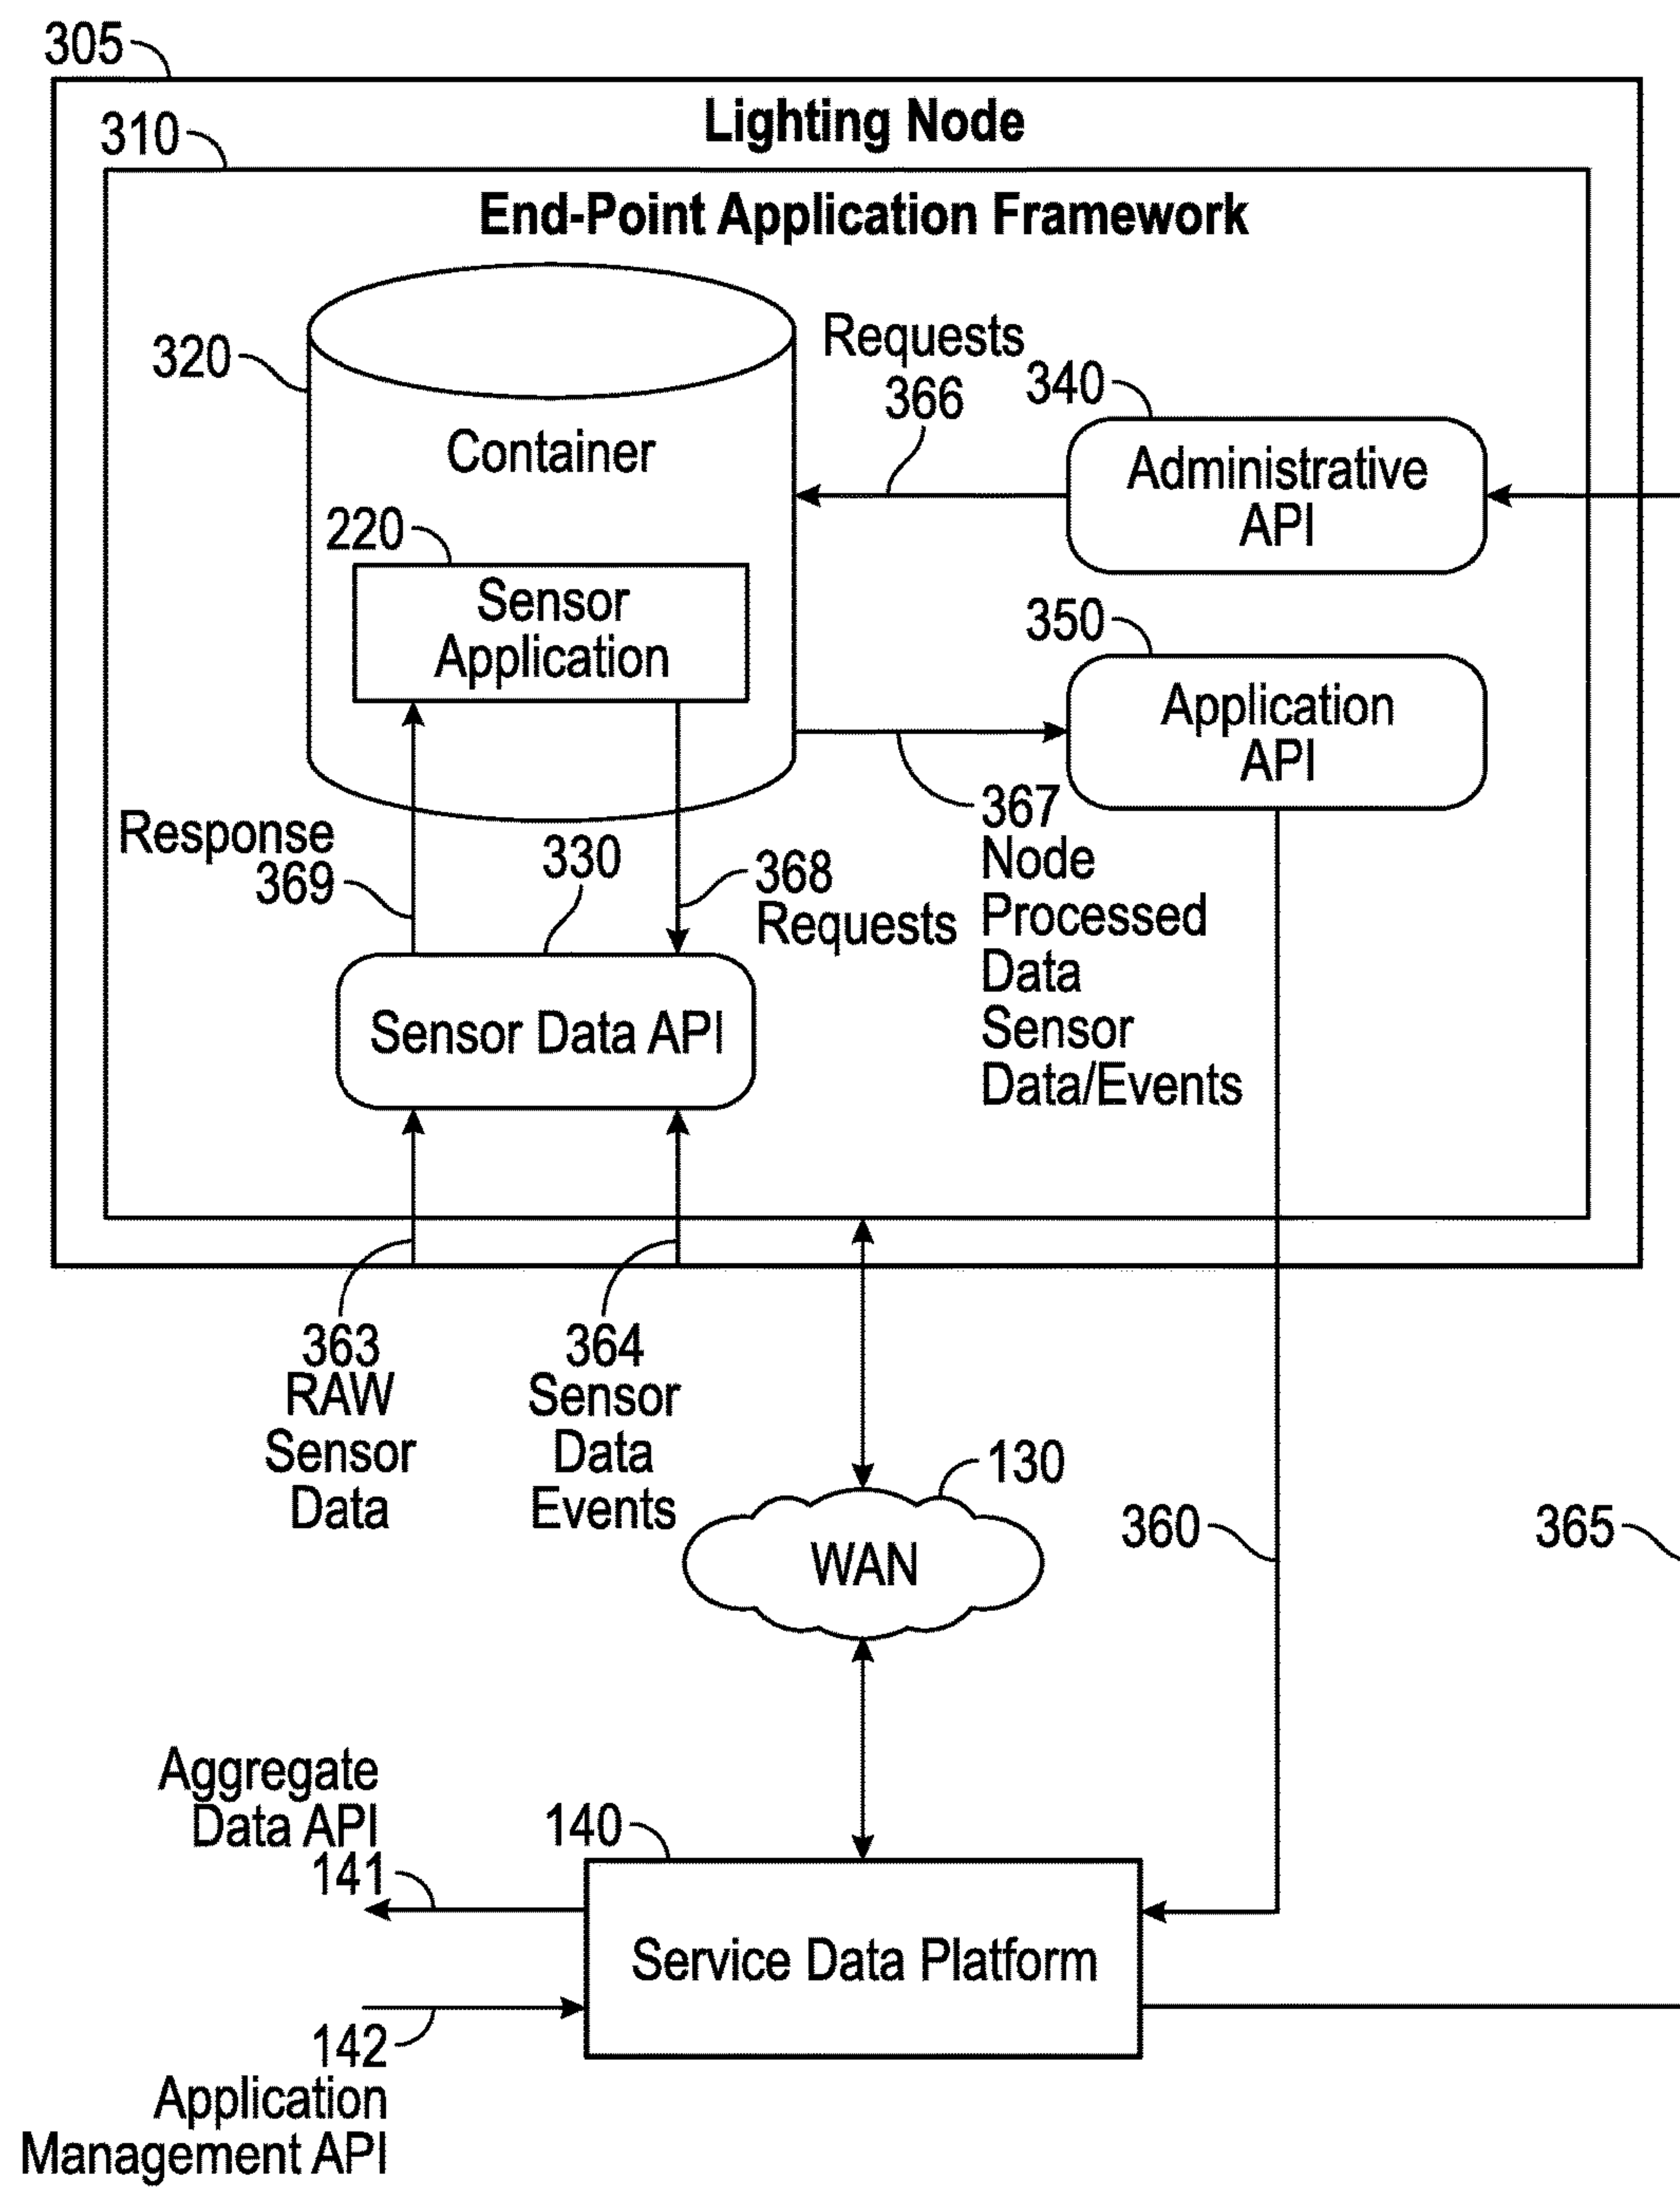 305
Lighting Node
310
End-Point Application Framework
320
Container
Requests
366
340
Administrative
API
220
Sensor
Application
350
Application
API
Response
369
330
368
Requests
367
Node
Processed
Data
Sensor
Data/Events
Sensor Data API
363
RAW
Sensor
Data
364
Sensor
Data
Events
130
WAN
360
365
Aggregate
Data API
141
140
Service Data Platform
142
Application
Management API